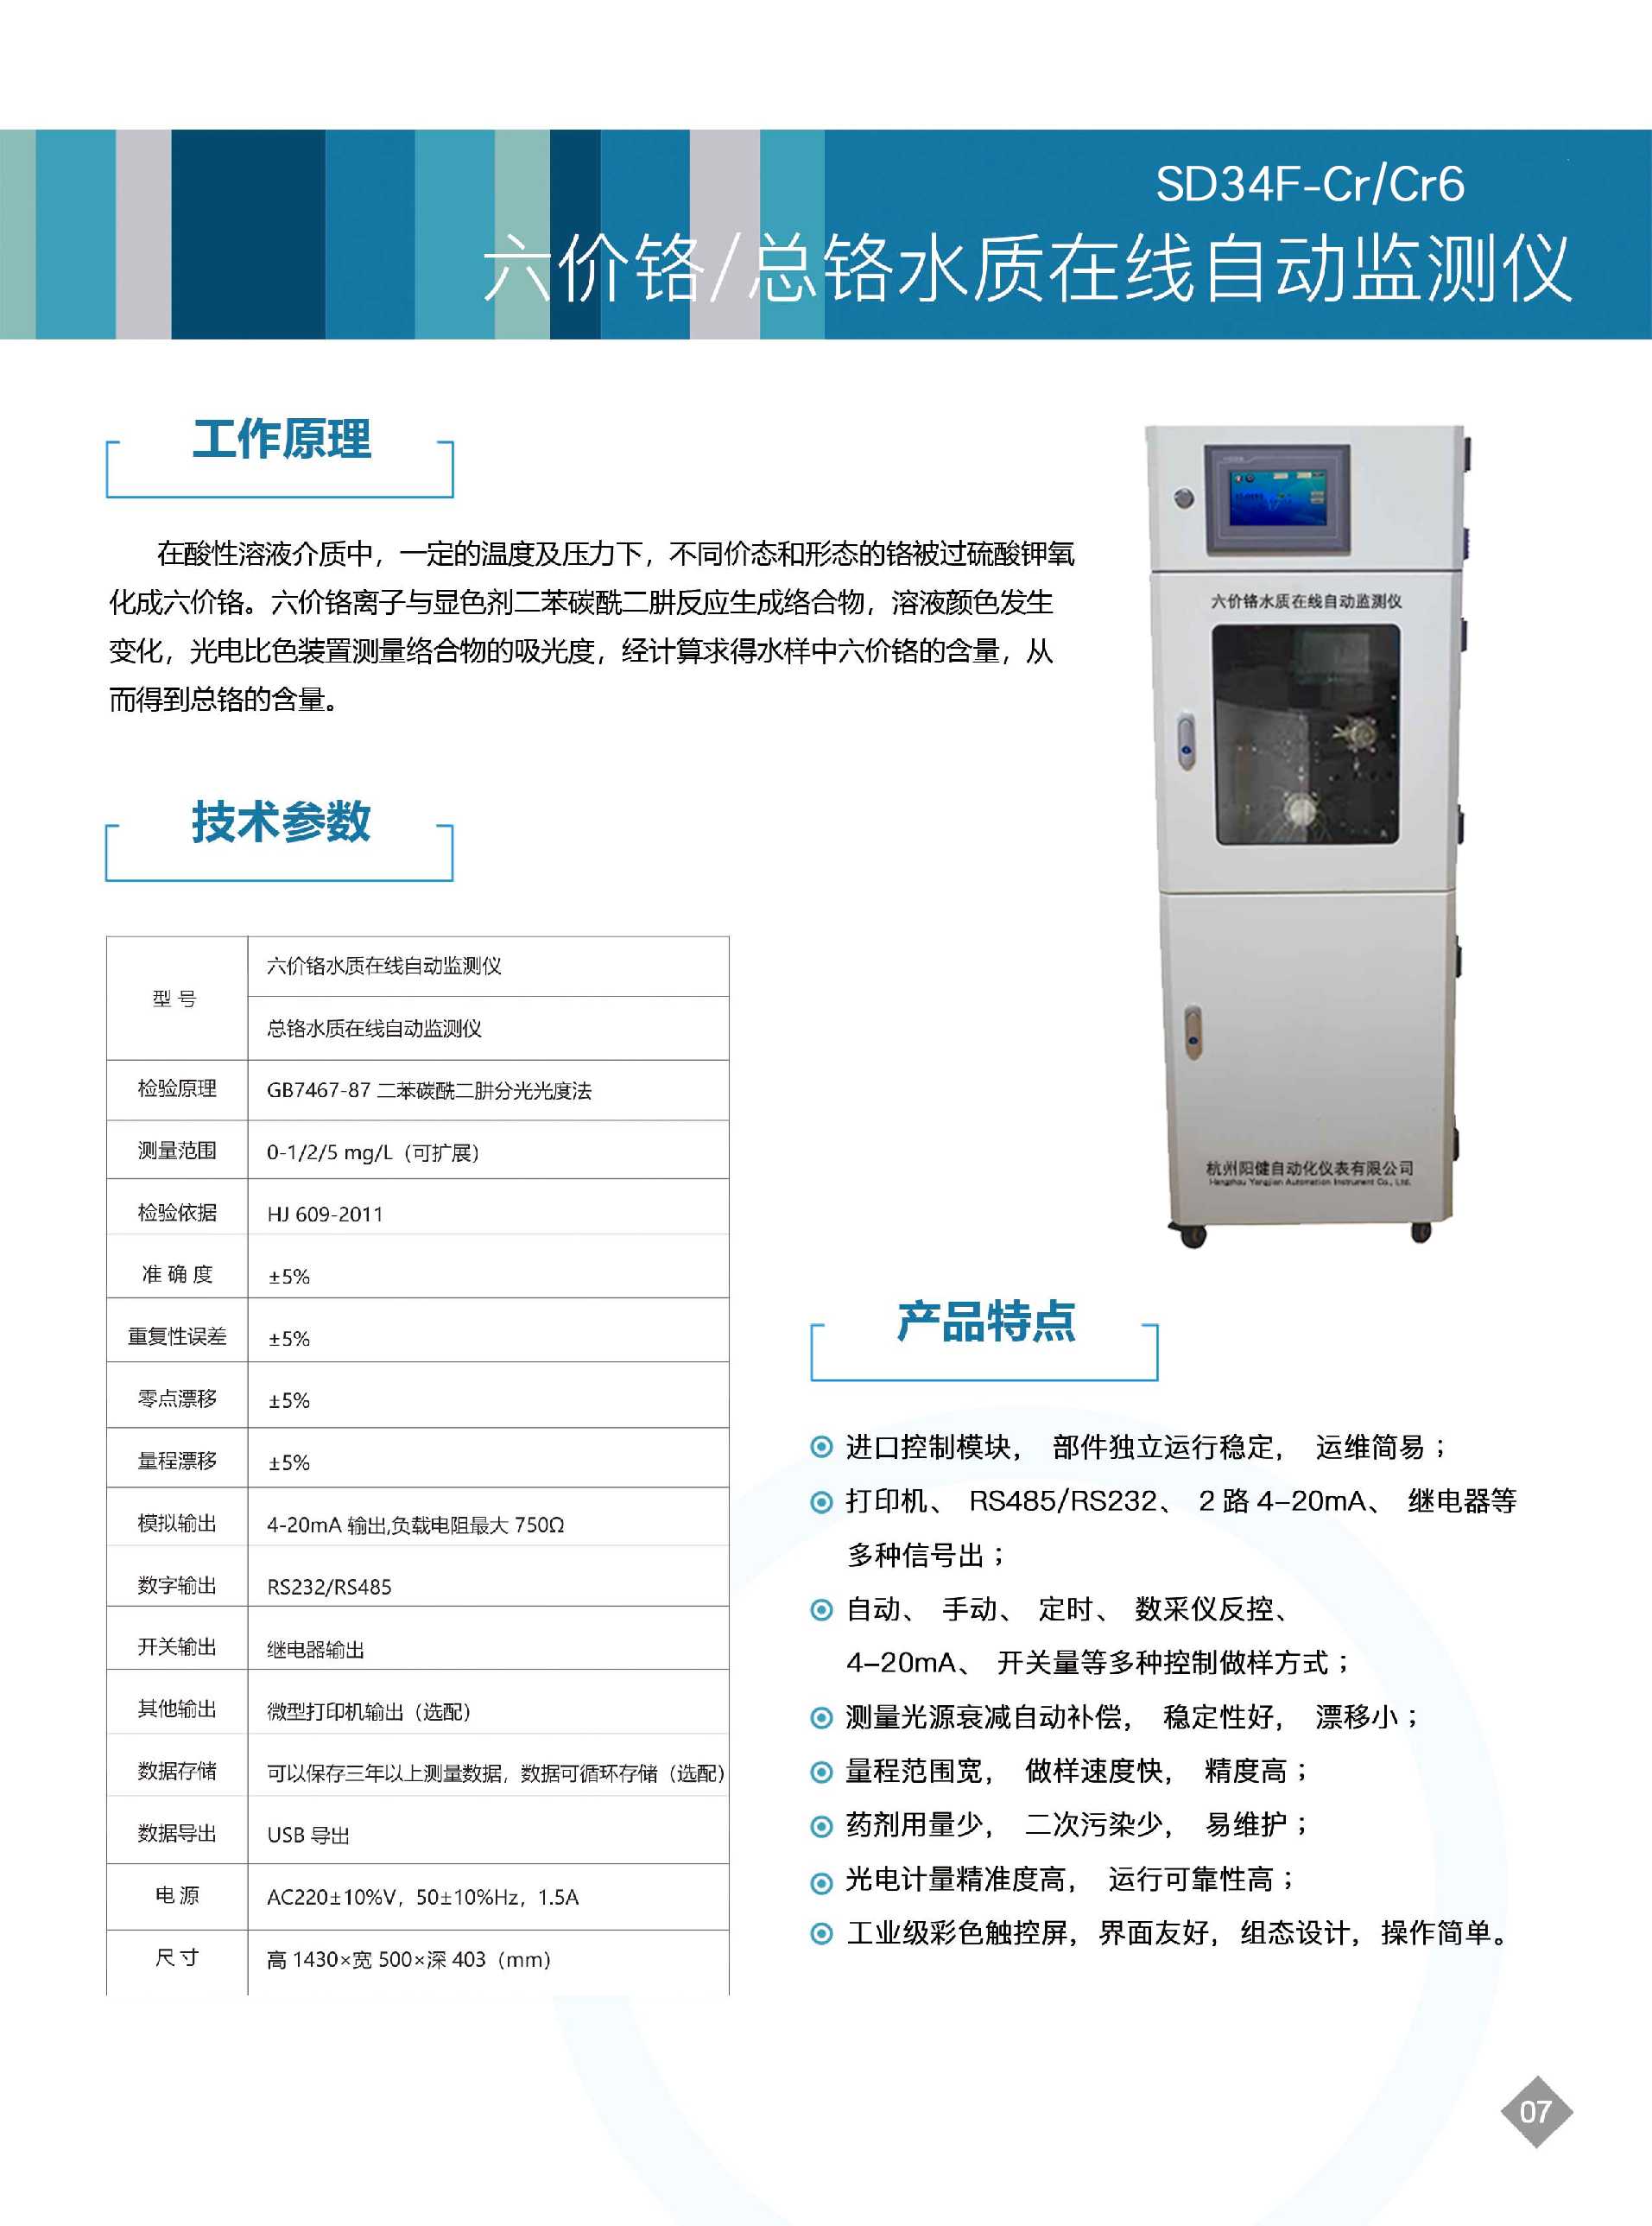 SD34F-Cr/Cr6
六价铬/总铬水质在线自动监测仪
工作原理
在酸性溶液介质中，一定的温度及压力下，不同价态和形态的铬被过硫酸钾氧
化成六价铬。六价铬离子与显色剂二苯碳酰二肼反应生成络合物，溶液颜色发生
变化，光电比色装置测量络合物的吸光度，经计算求得水样中六价铬的含量，从
而得到总铬的含量。
六价铬水质在线自动监测仪
杭州阳健自动化仪表有限公司
Hangzhou Yangjian Automation Instrument Co., Ltd.
技术参数
型 号
六价铬水质在线自动监测仪
总铬水质在线自动监测仪
检验原理 GB7467-87 二苯碳酰二肼分光光度法
测量范围 0-1/2/5 mg/L（可扩展）
检验依据 HJ 609-2011
准 确 度 ±5%
重复性误差 ±5%
零点漂移 ±5%
量程漂移 ±5%
模拟输出 4-20mA 输出,负载电阻最大 750Ω
数字输出 RS232/RS485
开关输出 继电器输出
其他输出 微型打印机输出（选配）
数据存储 可以保存三年以上测量数据，数据可循环存储（选配）
数据导出 USB 导出
电 源 AC220±10%V，50±10%Hz，1.5A
尺 寸 高 1430×宽 500×深 403（mm）
产品特点
进口控制模块， 部件独立运行稳定， 运维简易；
打印机、 RS485/RS232、 2 路 4-20mA、 继电器等
多种信号出；
自动、 手动、 定时、 数采仪反控、
4-20mA、 开关量等多种控制做样方式；
测量光源衰减自动补偿， 稳定性好， 漂移小；
量程范围宽， 做样速度快， 精度高；
药剂用量少， 二次污染少， 易维护；
光电计量精准度高， 运行可靠性高；
工业级彩色触控屏，界面友好，组态设计，操作简单。
07